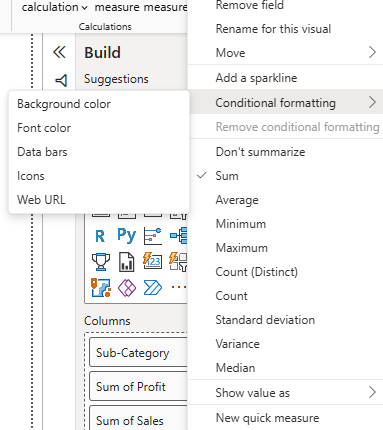 calculation measure measure
Calculations
Build
Suggestions
Background color
Font color
Data bars
Icons
Web URL
R Py
123
Columns
Sub-Category
Sum of Profit
Sum of Sales
Remove field
Rename for this visual
Move
Add a sparkline
Conditional formatting
Remove conditional formatting
Don't summarize
Sum
Average
Minimum
Maximum
Count (Distinct)
Count
Standard deviation
Variance
Median
Show value as
New quick measure